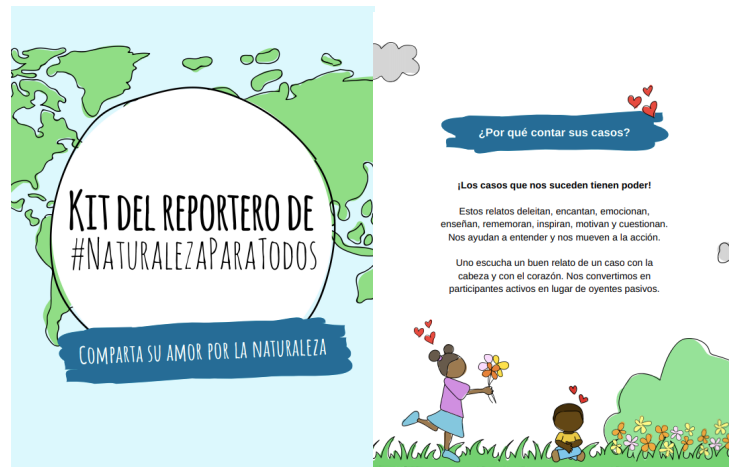 KIT DEL REPORTERO DE
#NATURALEZAPARATODOS
COMPARTA SU AMOR POR LA NATURALEZA
¿Por qué contar sus casos?
¡Los casos que nos suceden tienen poder!
Estos relatos deleitan, encantan, emocionan,
enseñan, rememoran, inspiran, motivan y cuestionan.
Nos ayudan a entender y nos mueven a la acción.
Uno escucha un buen relato de un caso con la
cabeza y con el corazón. Nos convertimos en
participantes activos en lugar de oyentes pasivos.